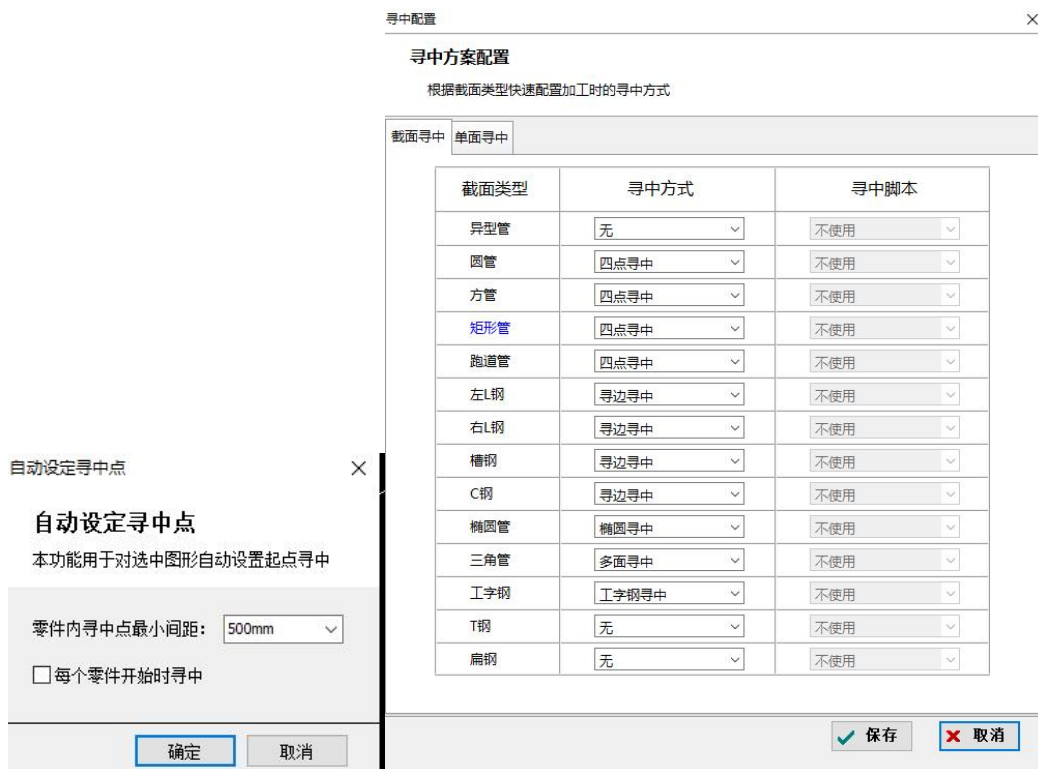 寻中配置
寻中方案配置
根据截面类型快速配置加工时的寻中方式
截面寻中 单面寻中
截面类型 寻中方式 寻中脚本
异型管 无 不使用
圆管 四点寻中 不使用
方管 四点寻中 不使用
矩形管 四点寻中 不使用
跑道管 四点寻中 不使用
左L钢 寻边寻中 不使用
右L钢 寻边寻中 不使用
槽钢 寻边寻中 不使用
C钢 寻边寻中 不使用
椭圆管 椭圆寻中 不使用
三角管 多面寻中 不使用
工字钢 工字钢寻中 不使用
T钢 无 不使用
扁钢 无 不使用
保存 取消
自动设定寻中点
自动设定寻中点
本功能用于对选中图形自动设置起点寻中
零件内寻中点最小间距： 500mm
每个零件开始时寻中
确定 取消